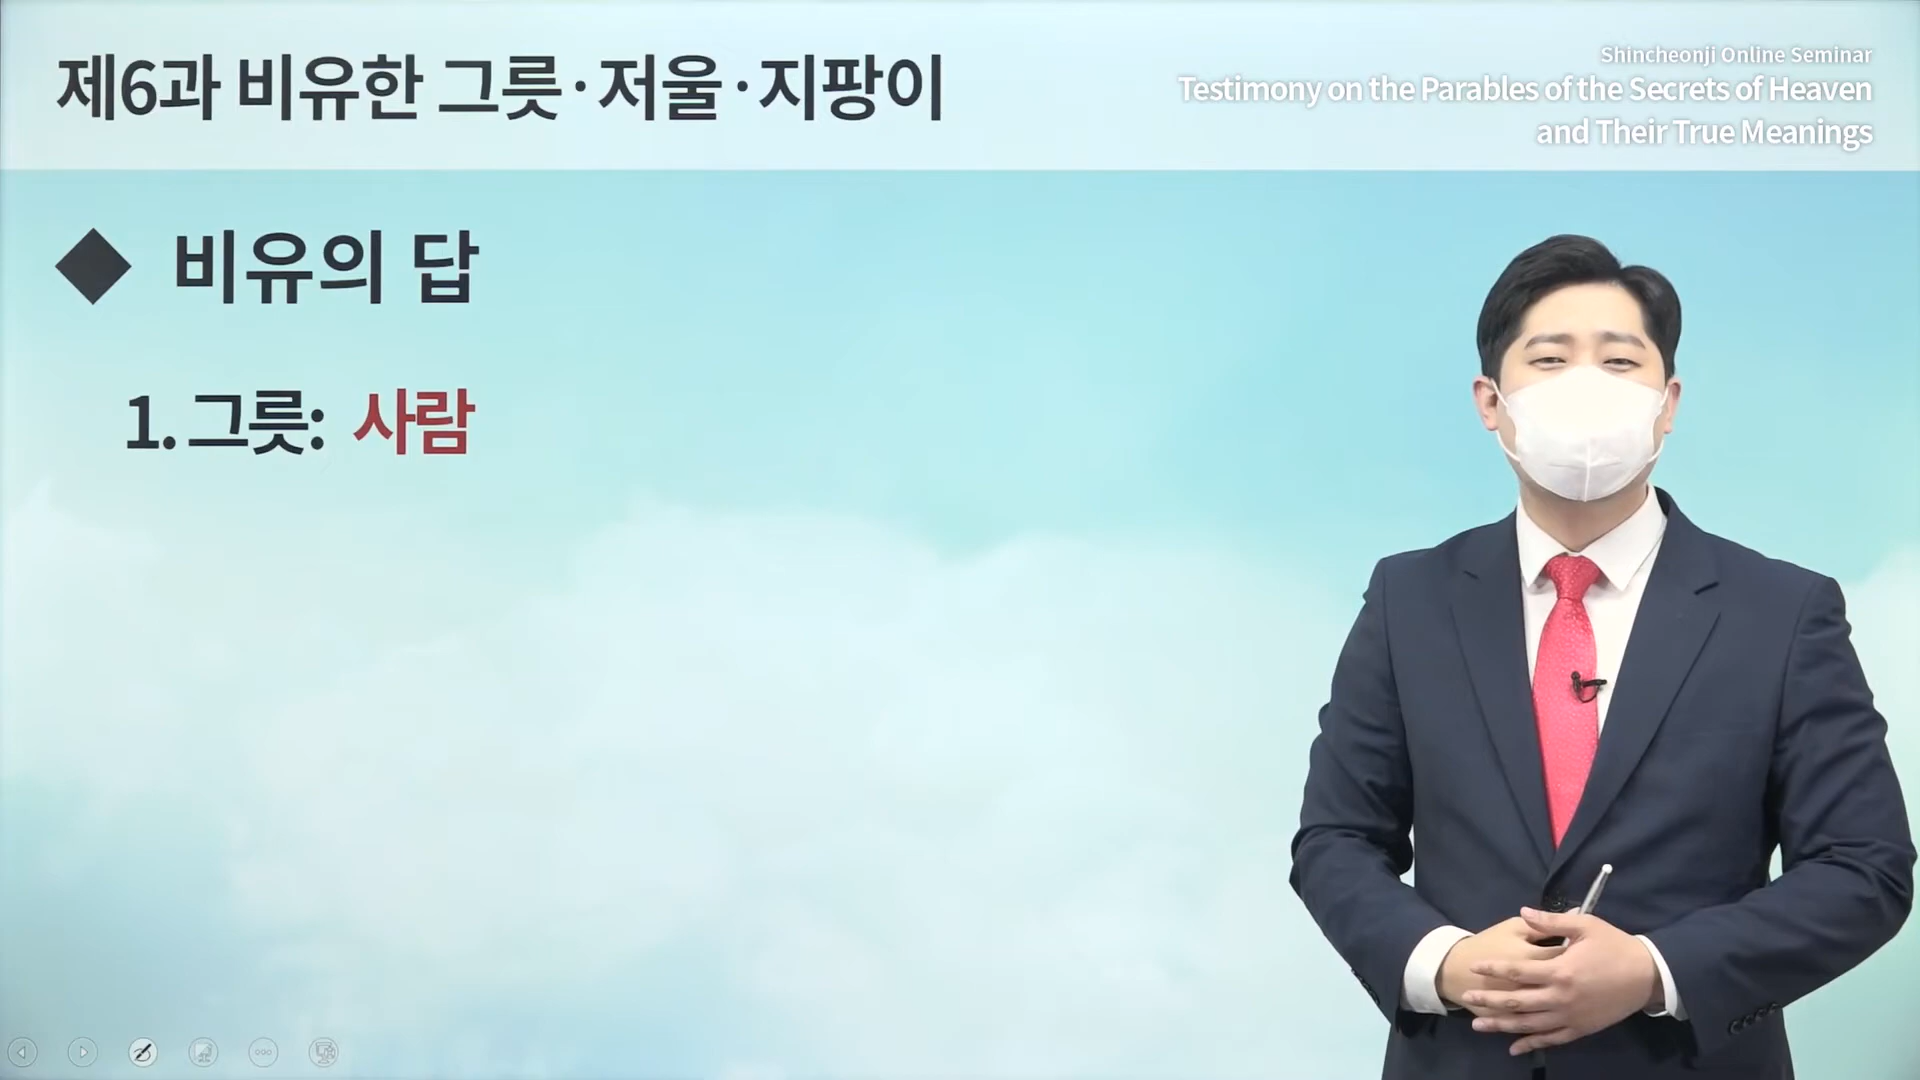 제6과 비유한 그릇·저울·지팡이
Shincheonji Online Seminar
Testimony on the Parables of the Secrets of Heaven
and Their True Meanings
◆ 비유의 답
1. 그릇: 사람